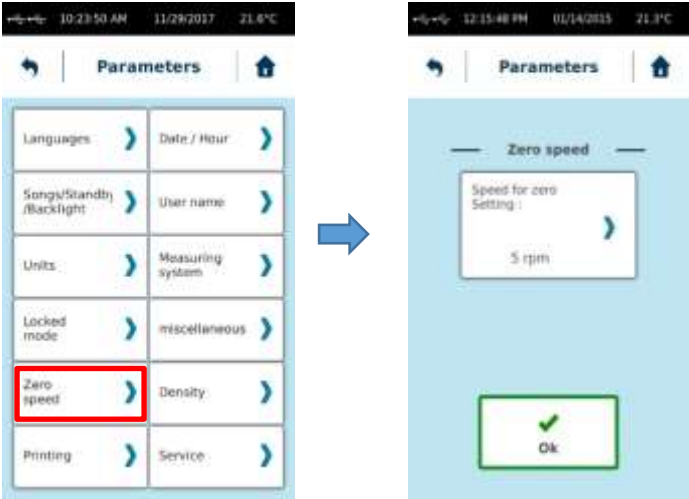 10:23:50 AM 11/29/2017 21.6°C
Parameters
Languages
Date / Hour
Songs/Standby
/Backlight
User name
Units
Measuring
system
Locked
mode
miscellaneous
Zero
speed
Density
Printing
Service
12:15:48 PM 01/14/2015 21.3°C
Parameters
Zero speed
Speed for zero
Setting :
5 rpm
Ok